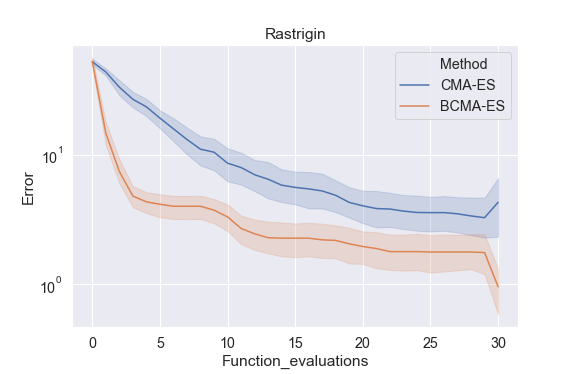 Rastrigin
Method
CMA-ES
BCMA-ES
Error
10¹
10⁰
0 5 10 15 20 25 30
Function_evaluations